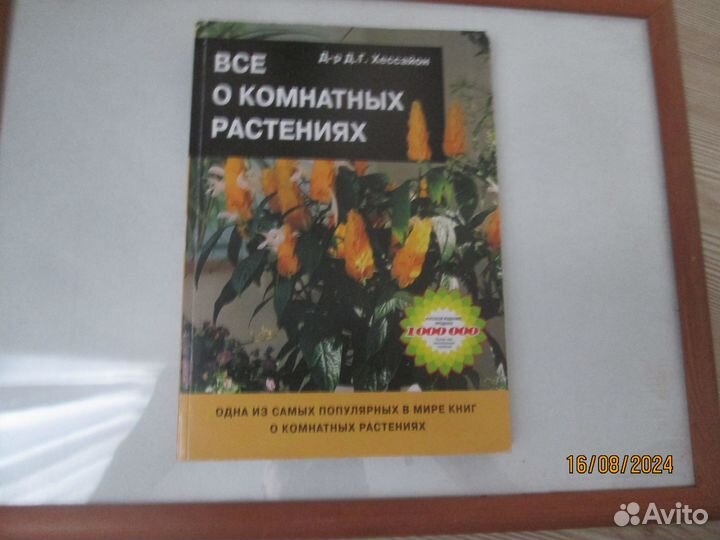 Д-р Д.Г. Хессайон
ВСЕ
О КОМНАТНЫХ
РАСТЕНИЯХ
1 000 000
ОДНА ИЗ САМЫХ ПОПУЛЯРНЫХ В МИРЕ КНИГ
О КОМНАТНЫХ РАСТЕНИЯХ
16/08/2024
Avito